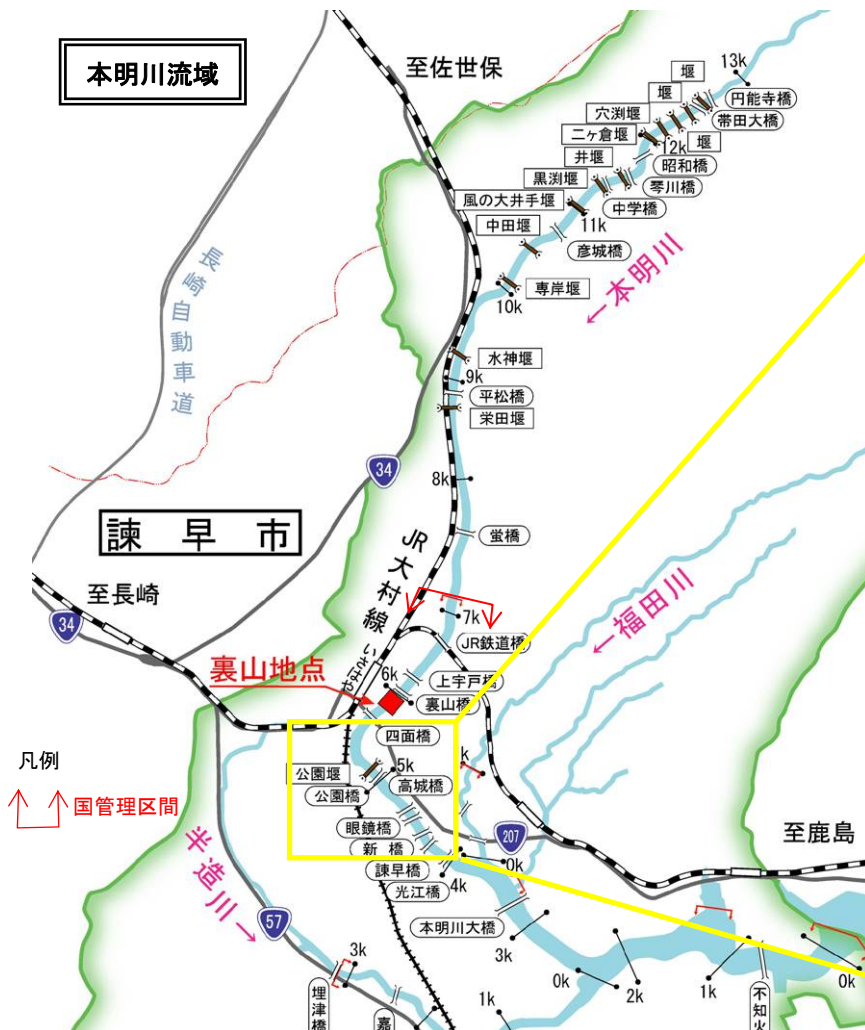 本明川流域
至佐世保
13k
堰
堰
円能寺橋
穴渕堰
帯田大橋
二ヶ倉堰
12k
堰
井堰
昭和橋
黒渕堰
琴川橋
風の大井手堰
中学橋
11k
中田堰
彦城橋
←本明川
専岸堰
10k
長崎自動車道
水神堰
9k
平松橋
栄田堰
34
8k
諫早市
蛍橋
JR大村線
至長崎
←福田川
7k
34
JR鉄道橋
いさはや
上宇戸橋
裏山地点
6k
裏山橋
四面橋
凡例
5k
k
公園堰
高城橋
国管理区間
公園橋
眼鏡橋
207
至鹿島
新 橋
半造川→
諫早橋
0k
光江橋
4k
57
本明川大橋
3k
3k
0k
2k
1k
0k
埋津橋
嘉
1k
不知火